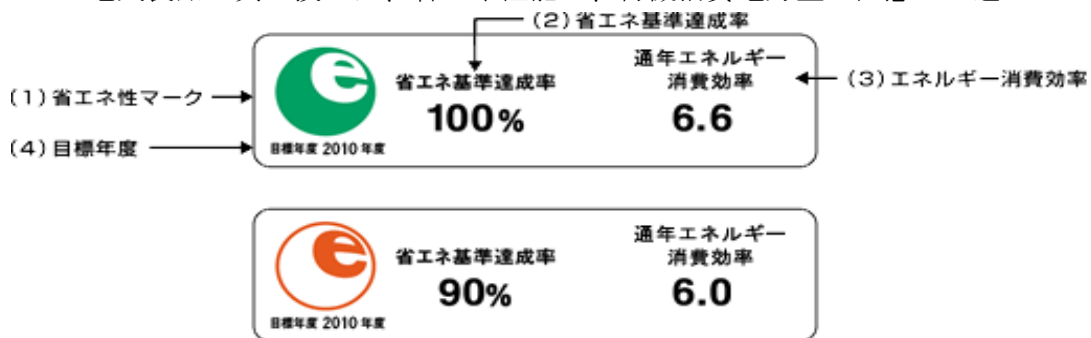 (2)省エネ基準達成率
省エネ基準達成率
100%
通年エネルギー
消費効率
6.6
(3)エネルギー消費効率
(1)省エネ性マーク
(4)目標年度
目標年度 2010 年度
省エネ基準達成率
90%
通年エネルギー
消費効率
6.0
目標年度 2010 年度